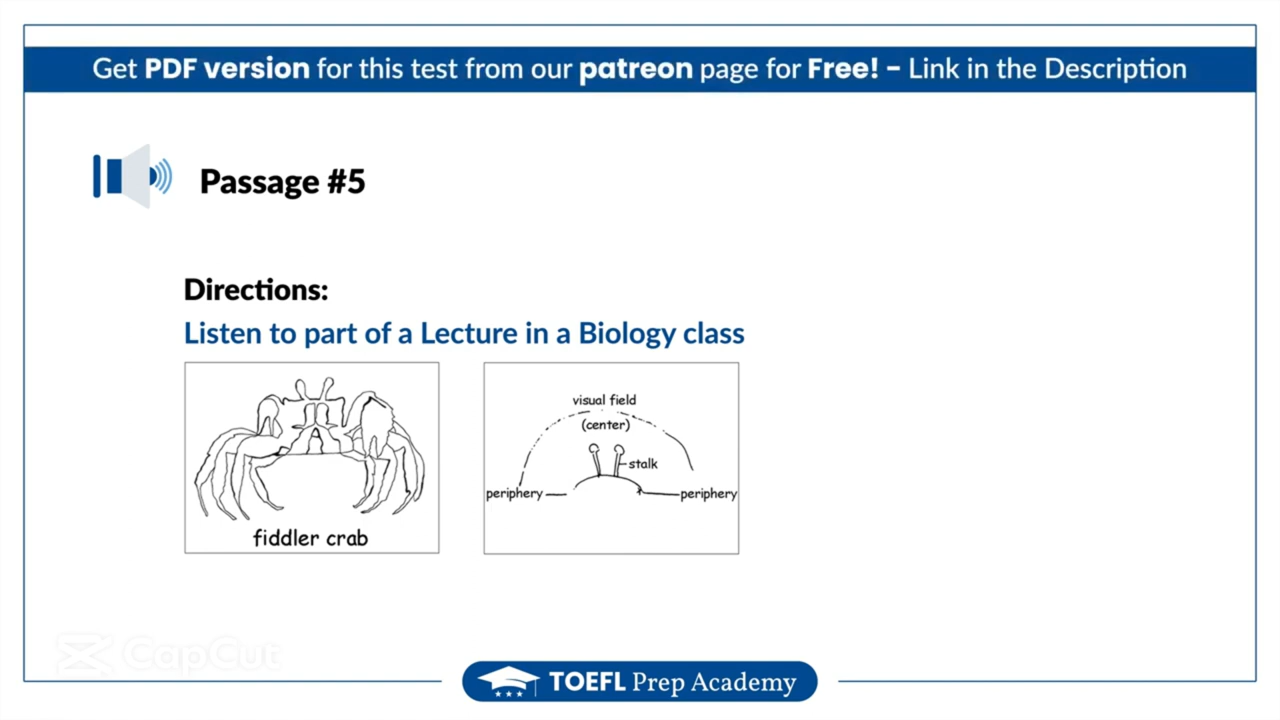 Get PDF version for this test from our patreon page for Free! – Link in the Description
Passage #5
Directions:
Listen to part of a Lecture in a Biology class
fiddler crab
visual field
(center)
stalk
periphery
periphery
CapCut
TOEFL Prep Academy